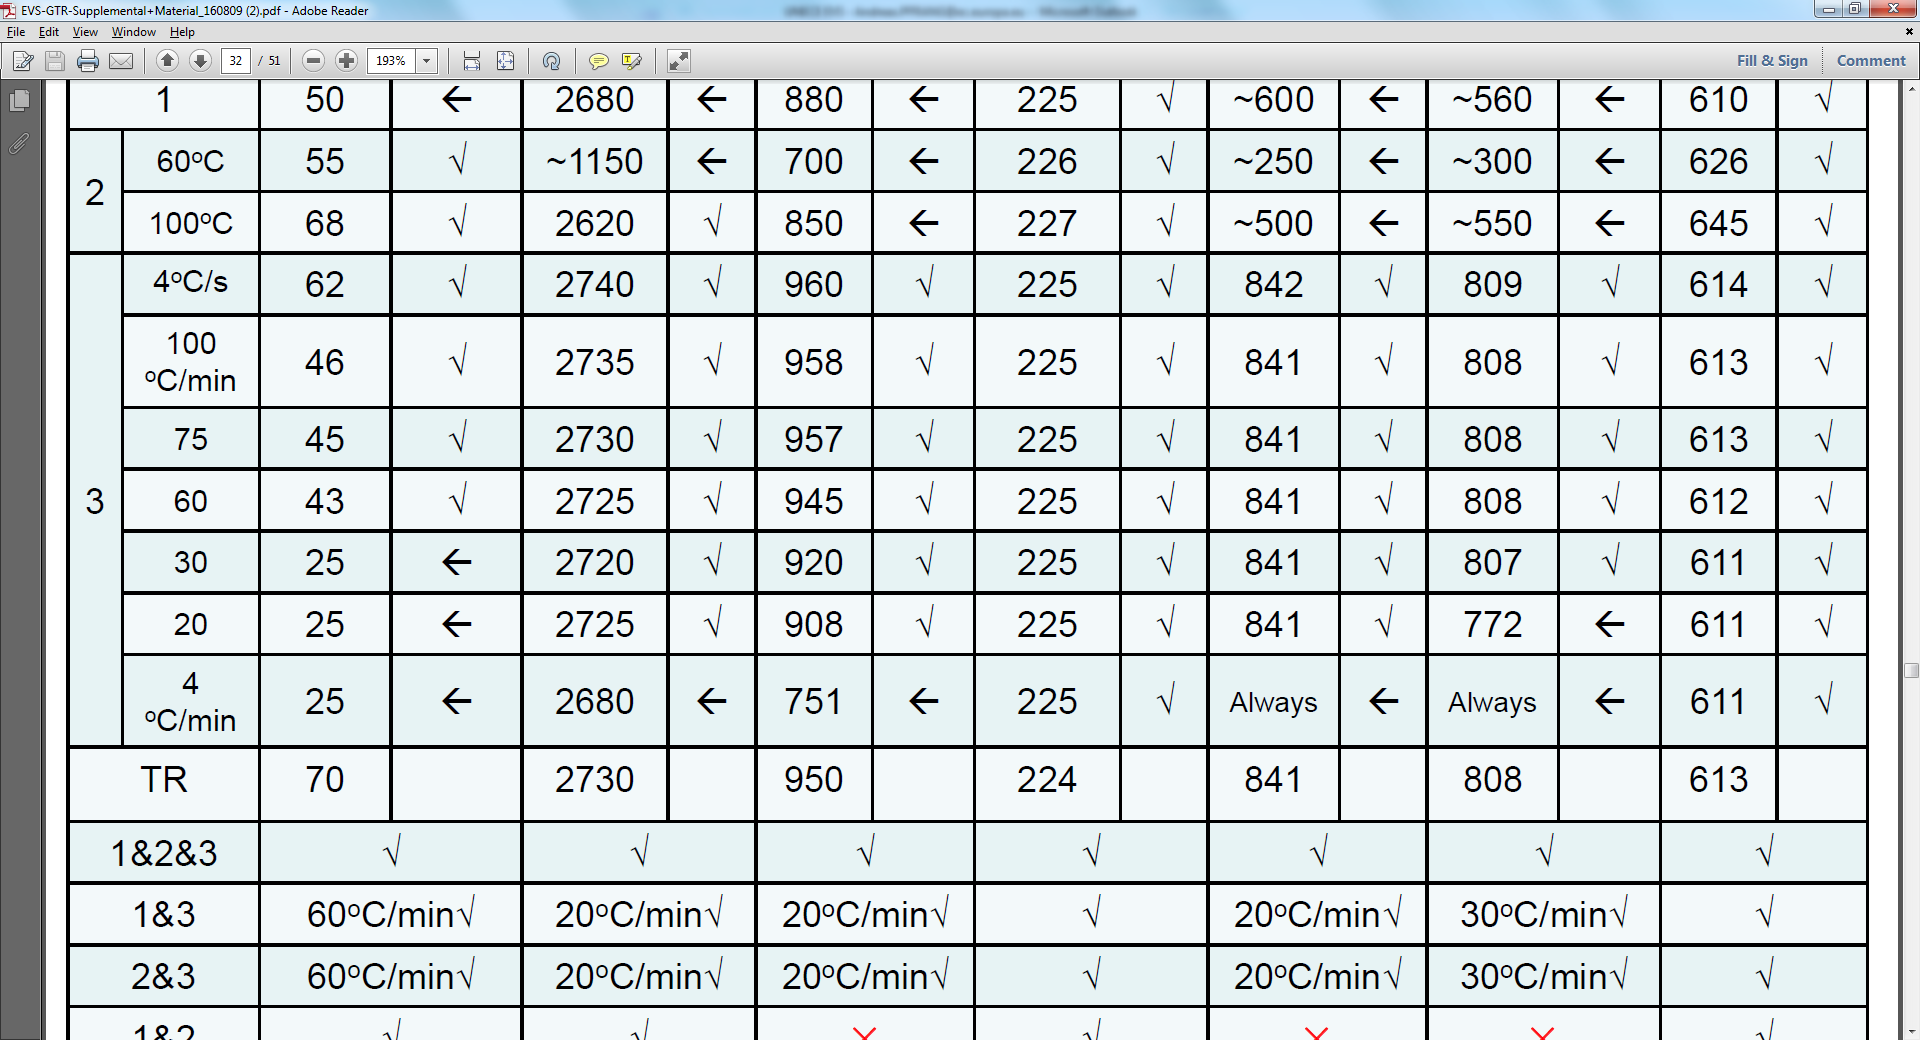 EVS-GTR-Supplemental+Material_160809 (2).pdf - Adobe Reader
File Edit View Window Help
32 / 51 193% Fill & Sign Comment
1 50 ← 2680 ← 880 ← 225 √ ~600 ← ~560 ← 610 √
2 60°C 55 √ ~1150 ← 700 ← 226 √ ~250 ← ~300 ← 626 √
100°C 68 √ 2620 √ 850 ← 227 √ ~500 ← ~550 ← 645 √
3 4°C/s 62 √ 2740 √ 960 √ 225 √ 842 √ 809 √ 614 √
100 °C/min 46 √ 2735 √ 958 √ 225 √ 841 √ 808 √ 613 √
75 45 √ 2730 √ 957 √ 225 √ 841 √ 808 √ 613 √
60 43 √ 2725 √ 945 √ 225 √ 841 √ 808 √ 612 √
30 25 ← 2720 √ 920 √ 225 √ 841 √ 807 √ 611 √
20 25 ← 2725 √ 908 √ 225 √ 841 √ 772 ← 611 √
4 °C/min 25 ← 2680 ← 751 ← 225 √ Always ← Always ← 611 √
TR 70 2730 950 224 841 808 613
1&2&3 √ √ √ √ √ √ √
1&3 60°C/min√ 20°C/min√ 20°C/min√ √ 20°C/min√ 30°C/min√ √
2&3 60°C/min√ 20°C/min√ 20°C/min√ √ 20°C/min√ 30°C/min√ √
1&2 √ √ × √ × × √